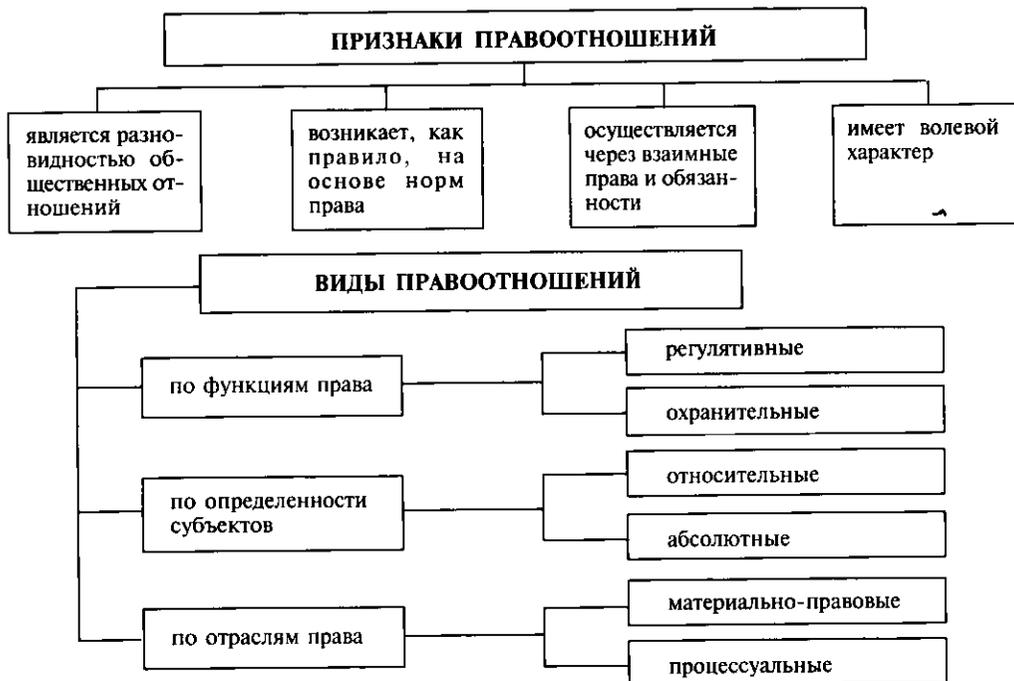 ПРИЗНАКИ ПРАВООТНОШЕНИЙ
является разно-
видностью об-
щественных от-
ношений
возникает, как
правило, на
основе норм
права
осуществляется
через взаимные
права и обязан-
ности
имеет волевой
характер
ВИДЫ ПРАВООТНОШЕНИЙ
по функциям права
регулятивные
охранительные
по определенности
субъектов
относительные
абсолютные
по отраслям права
материально-правовые
процессуальные